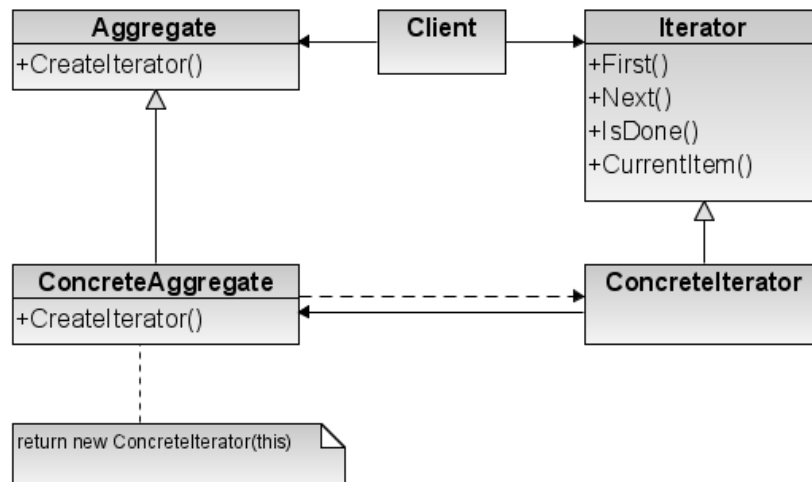 Aggregate
+CreateIterator()
Client
Iterator
+First()
+Next()
+IsDone()
+CurrentItem()
ConcreteAggregate
+CreateIterator()
ConcreteIterator
return new ConcreteIterator(this)